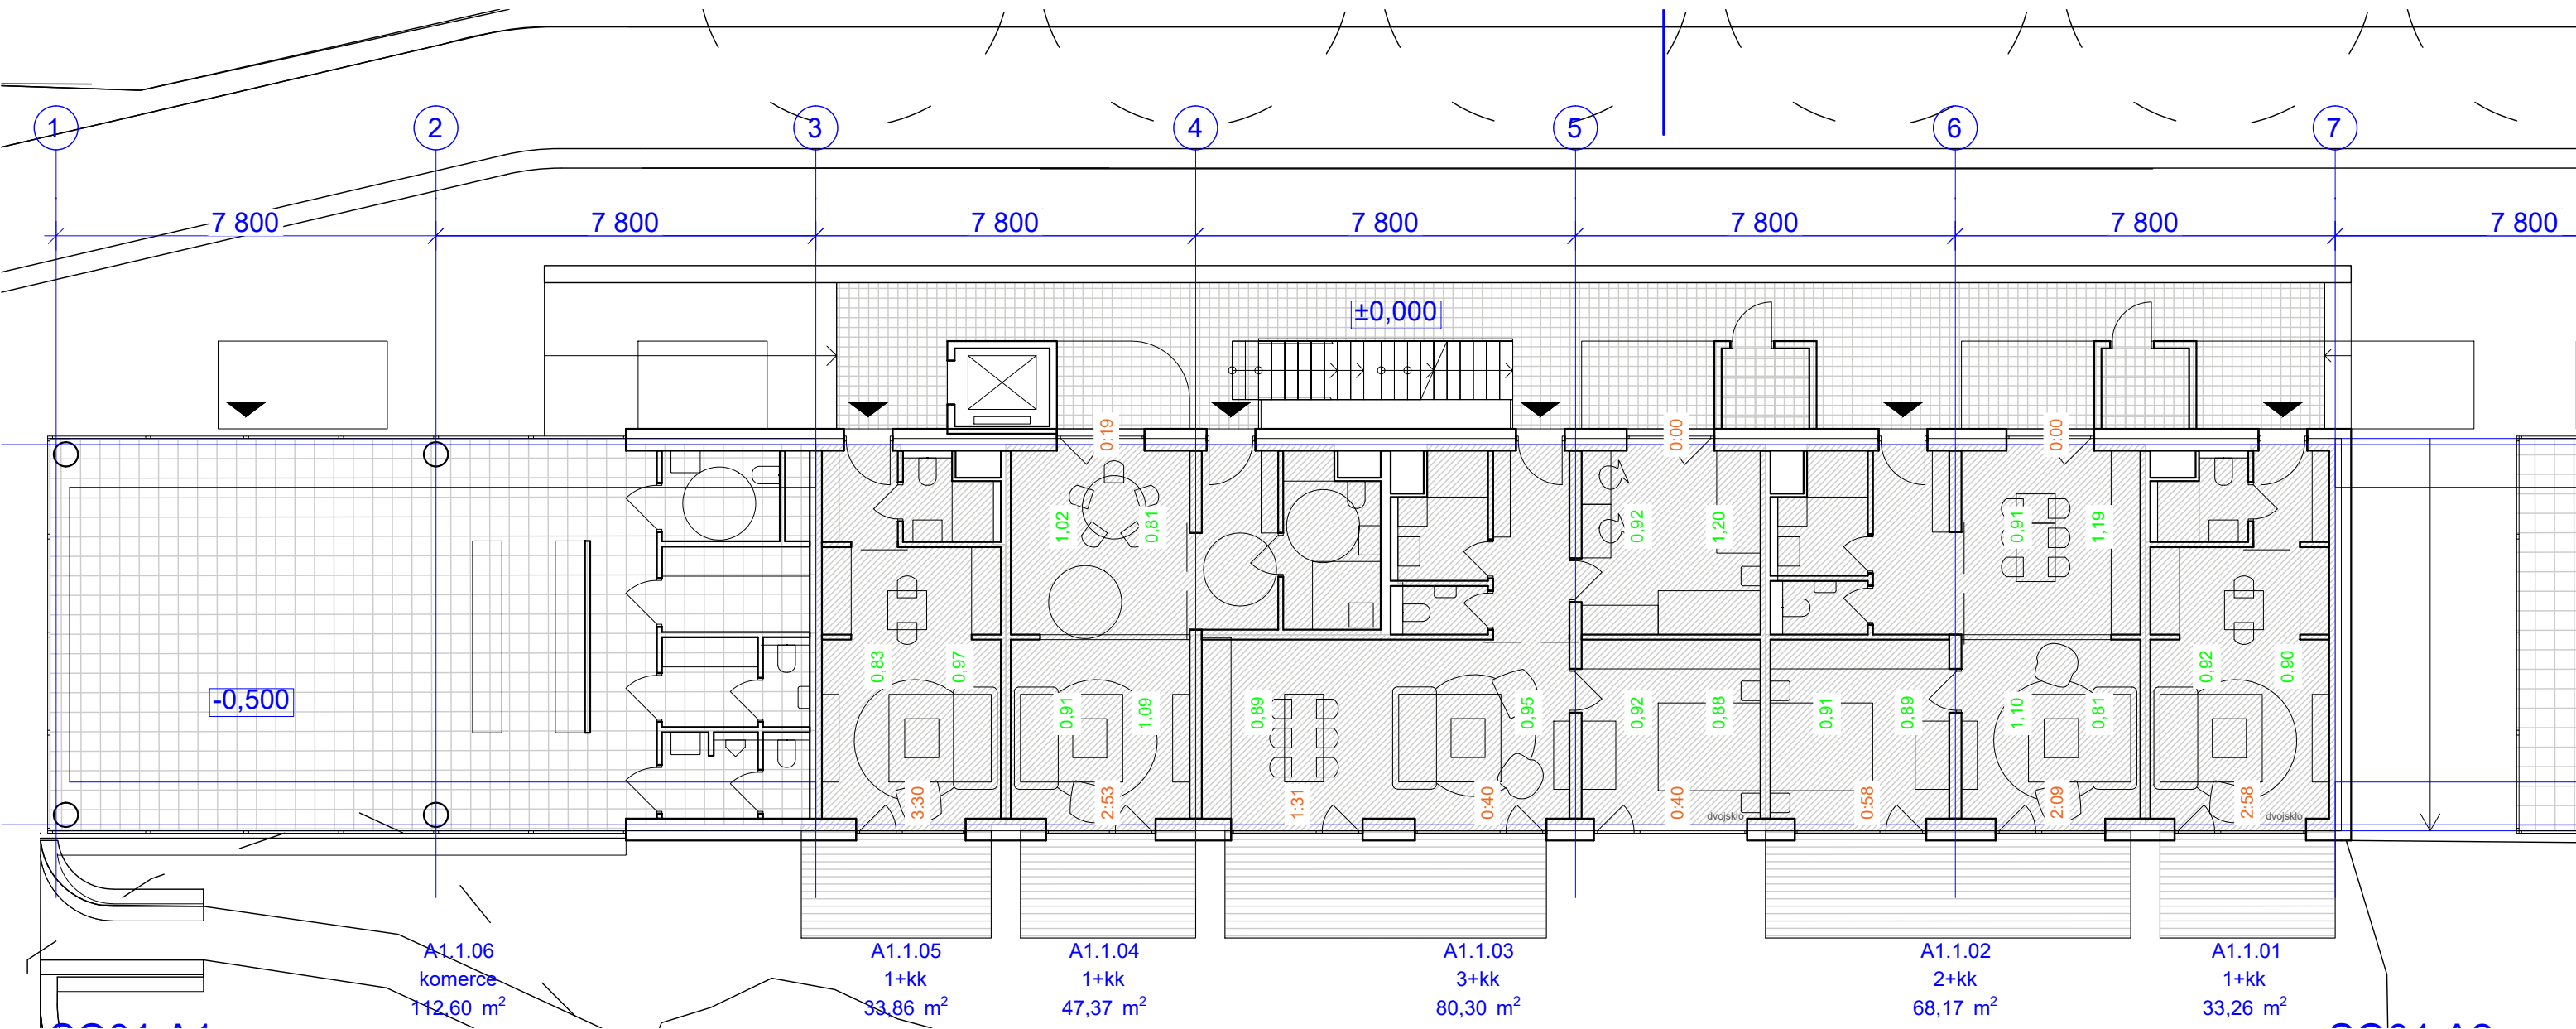 1 2 3 4 5 6 7
7 800 7 800 7 800 7 800 7 800 7 800 7 800
±0,000
0:19 0:00 0:00
1,02 0,81 0,92 1,20 0,91 1,19
0,83 0,97 0,92 0,90
-0,500
0,91 1,09 0,89 0,95 0,92 0,88 0,91 0,89 1,10 0,81
3:30 2:53 1:31 0:40 0:40 0:58 2:09 2:58
dvojsklo dvojsklo
A1.1.06
komerce
112,60 m²
A1.1.05
1+kk
33,86 m²
A1.1.04
1+kk
47,37 m²
A1.1.03
3+kk
80,30 m²
A1.1.02
2+kk
68,17 m²
A1.1.01
1+kk
33,26 m²